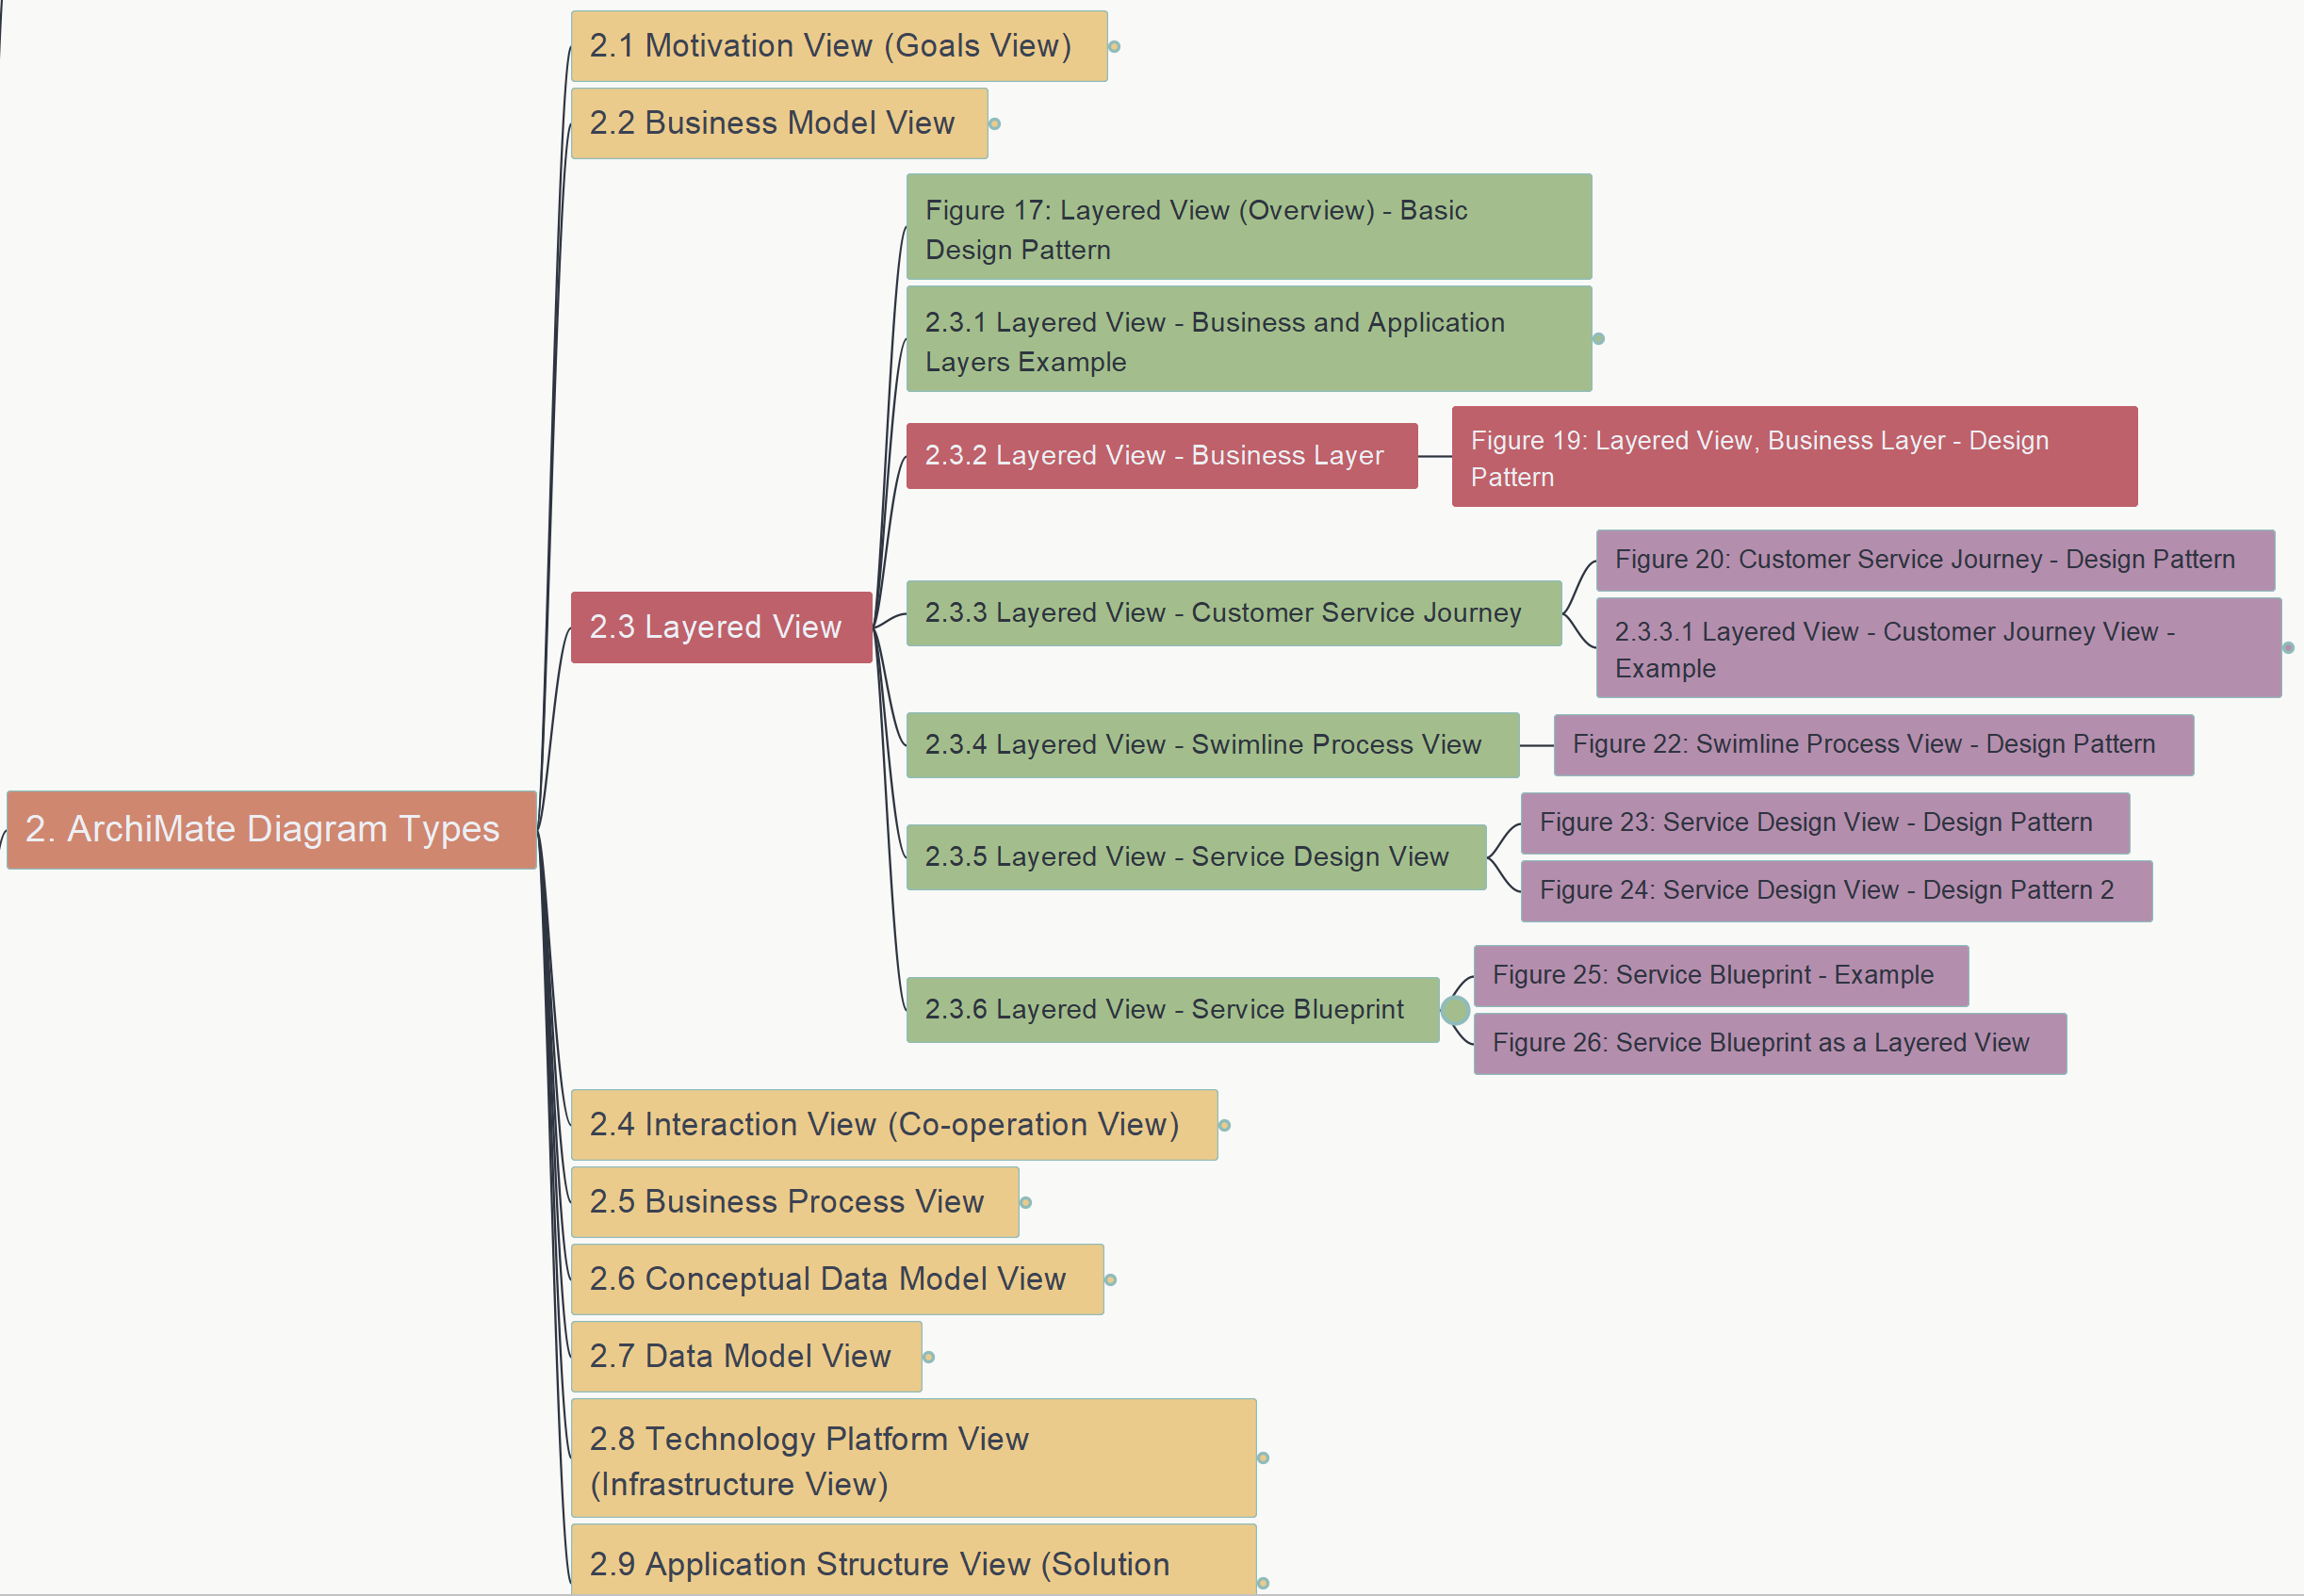 2.1 Motivation View (Goals View)
2.2 Business Model View
Figure 17: Layered View (Overview) - Basic
Design Pattern
2.3.1 Layered View - Business and Application
Layers Example
2.3.2 Layered View - Business Layer
Figure 19: Layered View, Business Layer - Design
Pattern
Figure 20: Customer Service Journey - Design Pattern
2.3.3 Layered View - Customer Service Journey
2.3 Layered View
2.3.3.1 Layered View - Customer Journey View -
Example
2.3.4 Layered View - Swimline Process View
Figure 22: Swimline Process View - Design Pattern
2. ArchiMate Diagram Types
Figure 23: Service Design View - Design Pattern
2.3.5 Layered View - Service Design View
Figure 24: Service Design View - Design Pattern 2
Figure 25: Service Blueprint - Example
2.3.6 Layered View - Service Blueprint
Figure 26: Service Blueprint as a Layered View
2.4 Interaction View (Co-operation View)
2.5 Business Process View
2.6 Conceptual Data Model View
2.7 Data Model View
2.8 Technology Platform View
(Infrastructure View)
2.9 Application Structure View (Solution